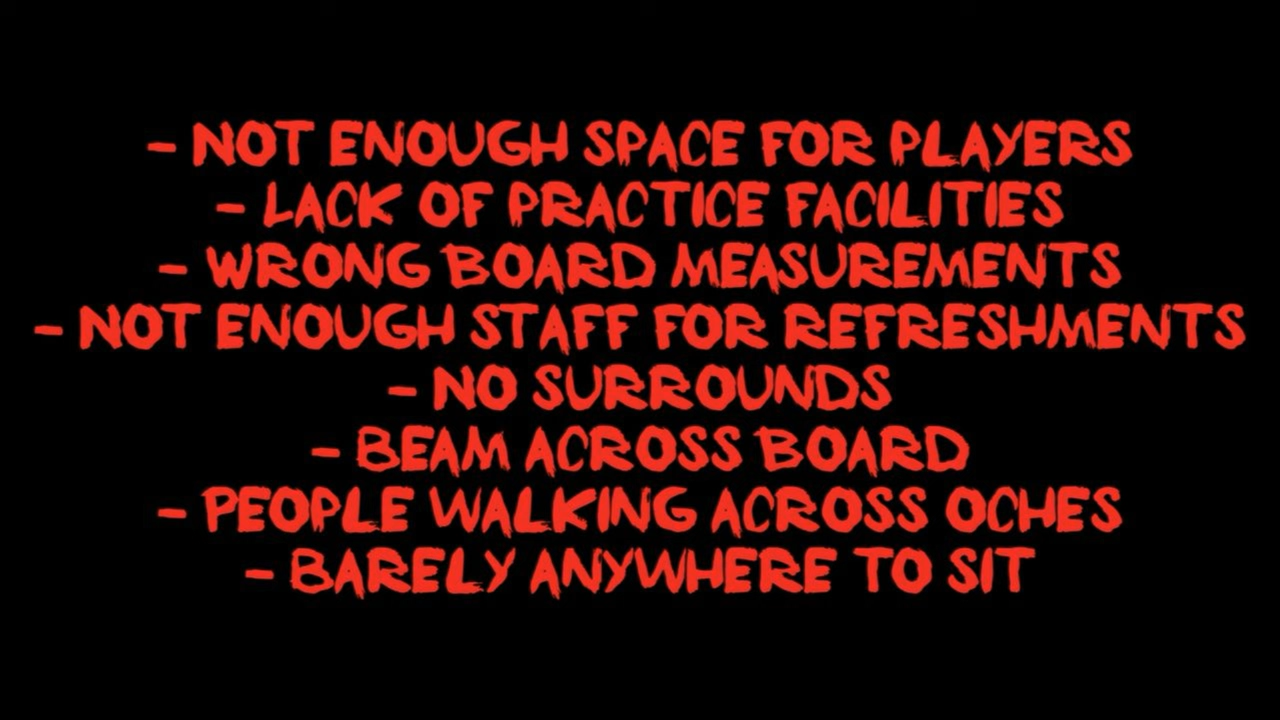 - NOT ENOUGH SPACE FOR PLAYERS
- LACK OF PRACTICE FACILITIES
- WRONG BOARD MEASUREMENTS
- NOT ENOUGH STAFF FOR REFRESHMENTS
- NO SURROUNDS
- BEAM ACROSS BOARD
- PEOPLE WALKING ACROSS OCHES
- BARELY ANYWHERE TO SIT